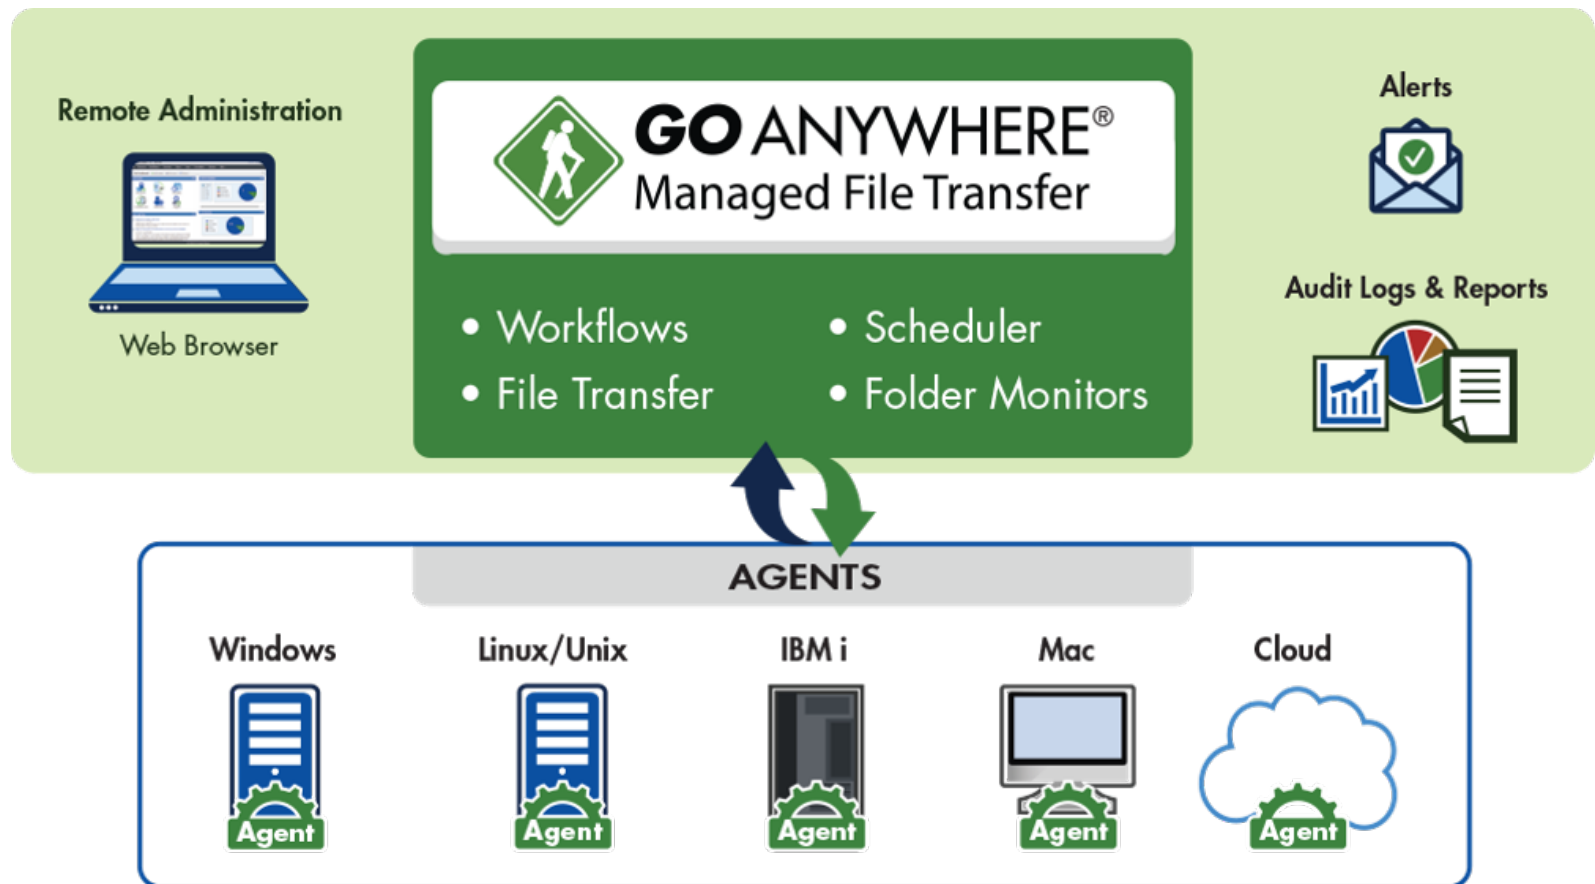 Remote Administration
Web Browser
GO ANYWHERE®
Managed File Transfer
• Workflows
• File Transfer
• Scheduler
• Folder Monitors
Alerts
Audit Logs & Reports
AGENTS
Windows
Linux/Unix
IBM i
Mac
Cloud
Agent
Agent
Agent
Agent
Agent